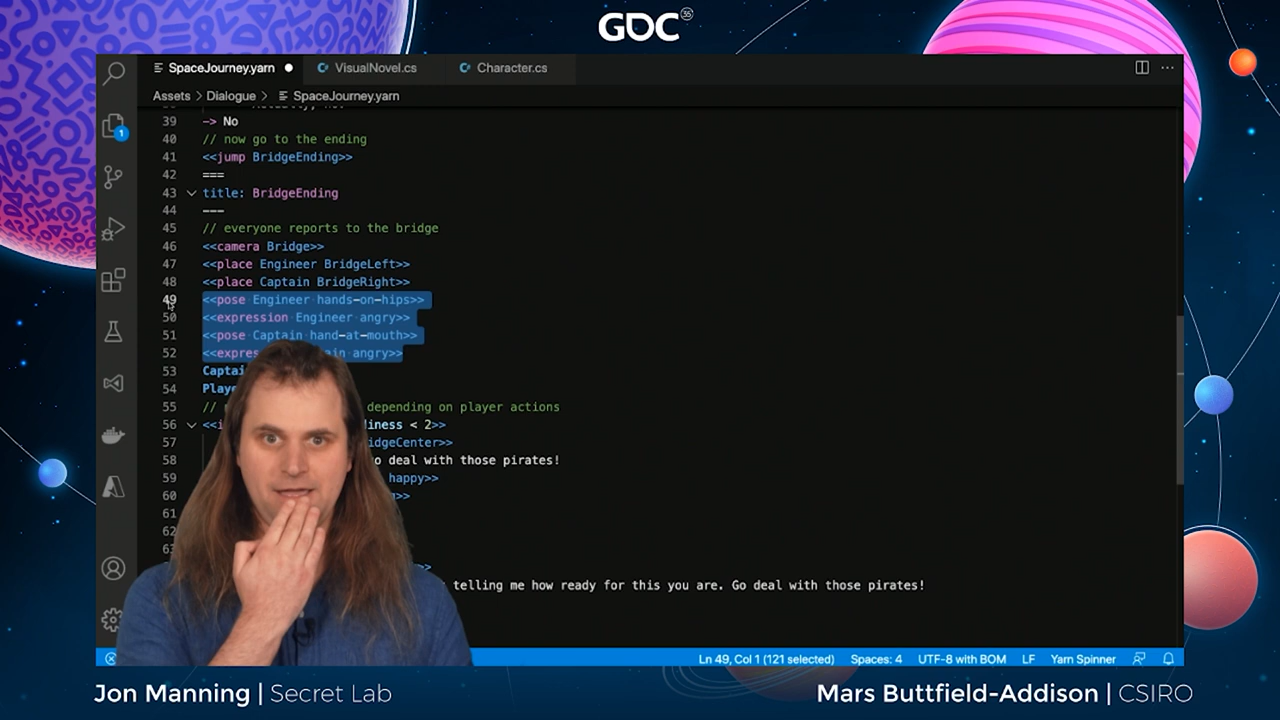 GDC 35
SpaceJourney.yarn VisualNovel.cs Character.cs
Assets > Dialogue > SpaceJourney.yarn
39 -> No
40 // now go to the ending
41 <<jump BridgeEnding>>
42 ===
43 title: BridgeEnding
44 ---
45 // everyone reports to the bridge
46 <<camera Bridge>>
47 <<place Engineer BridgeLeft>>
48 <<place Captain BridgeRight>>
49 <<pose Engineer hands-on-hips>>
50 <<expression Engineer angry>>
51 <<pose Captain hand-at-mouth>>
52 <<expres ain angry>>
53 Captai
54 Playe
55 // depending on player actions
56 <<i diness < 2>>
57 idgeCenter>>
58 go deal with those pirates!
59 happy>>
60 >>
61
62
telling me how ready for this you are. Go deal with those pirates!
1
Ln 49, Col 1 (121 selected) Spaces: 4 UTF-8 with BOM LF Yarn Spinner
Jon Manning | Secret Lab
Mars Buttfield-Addison | CSIRO